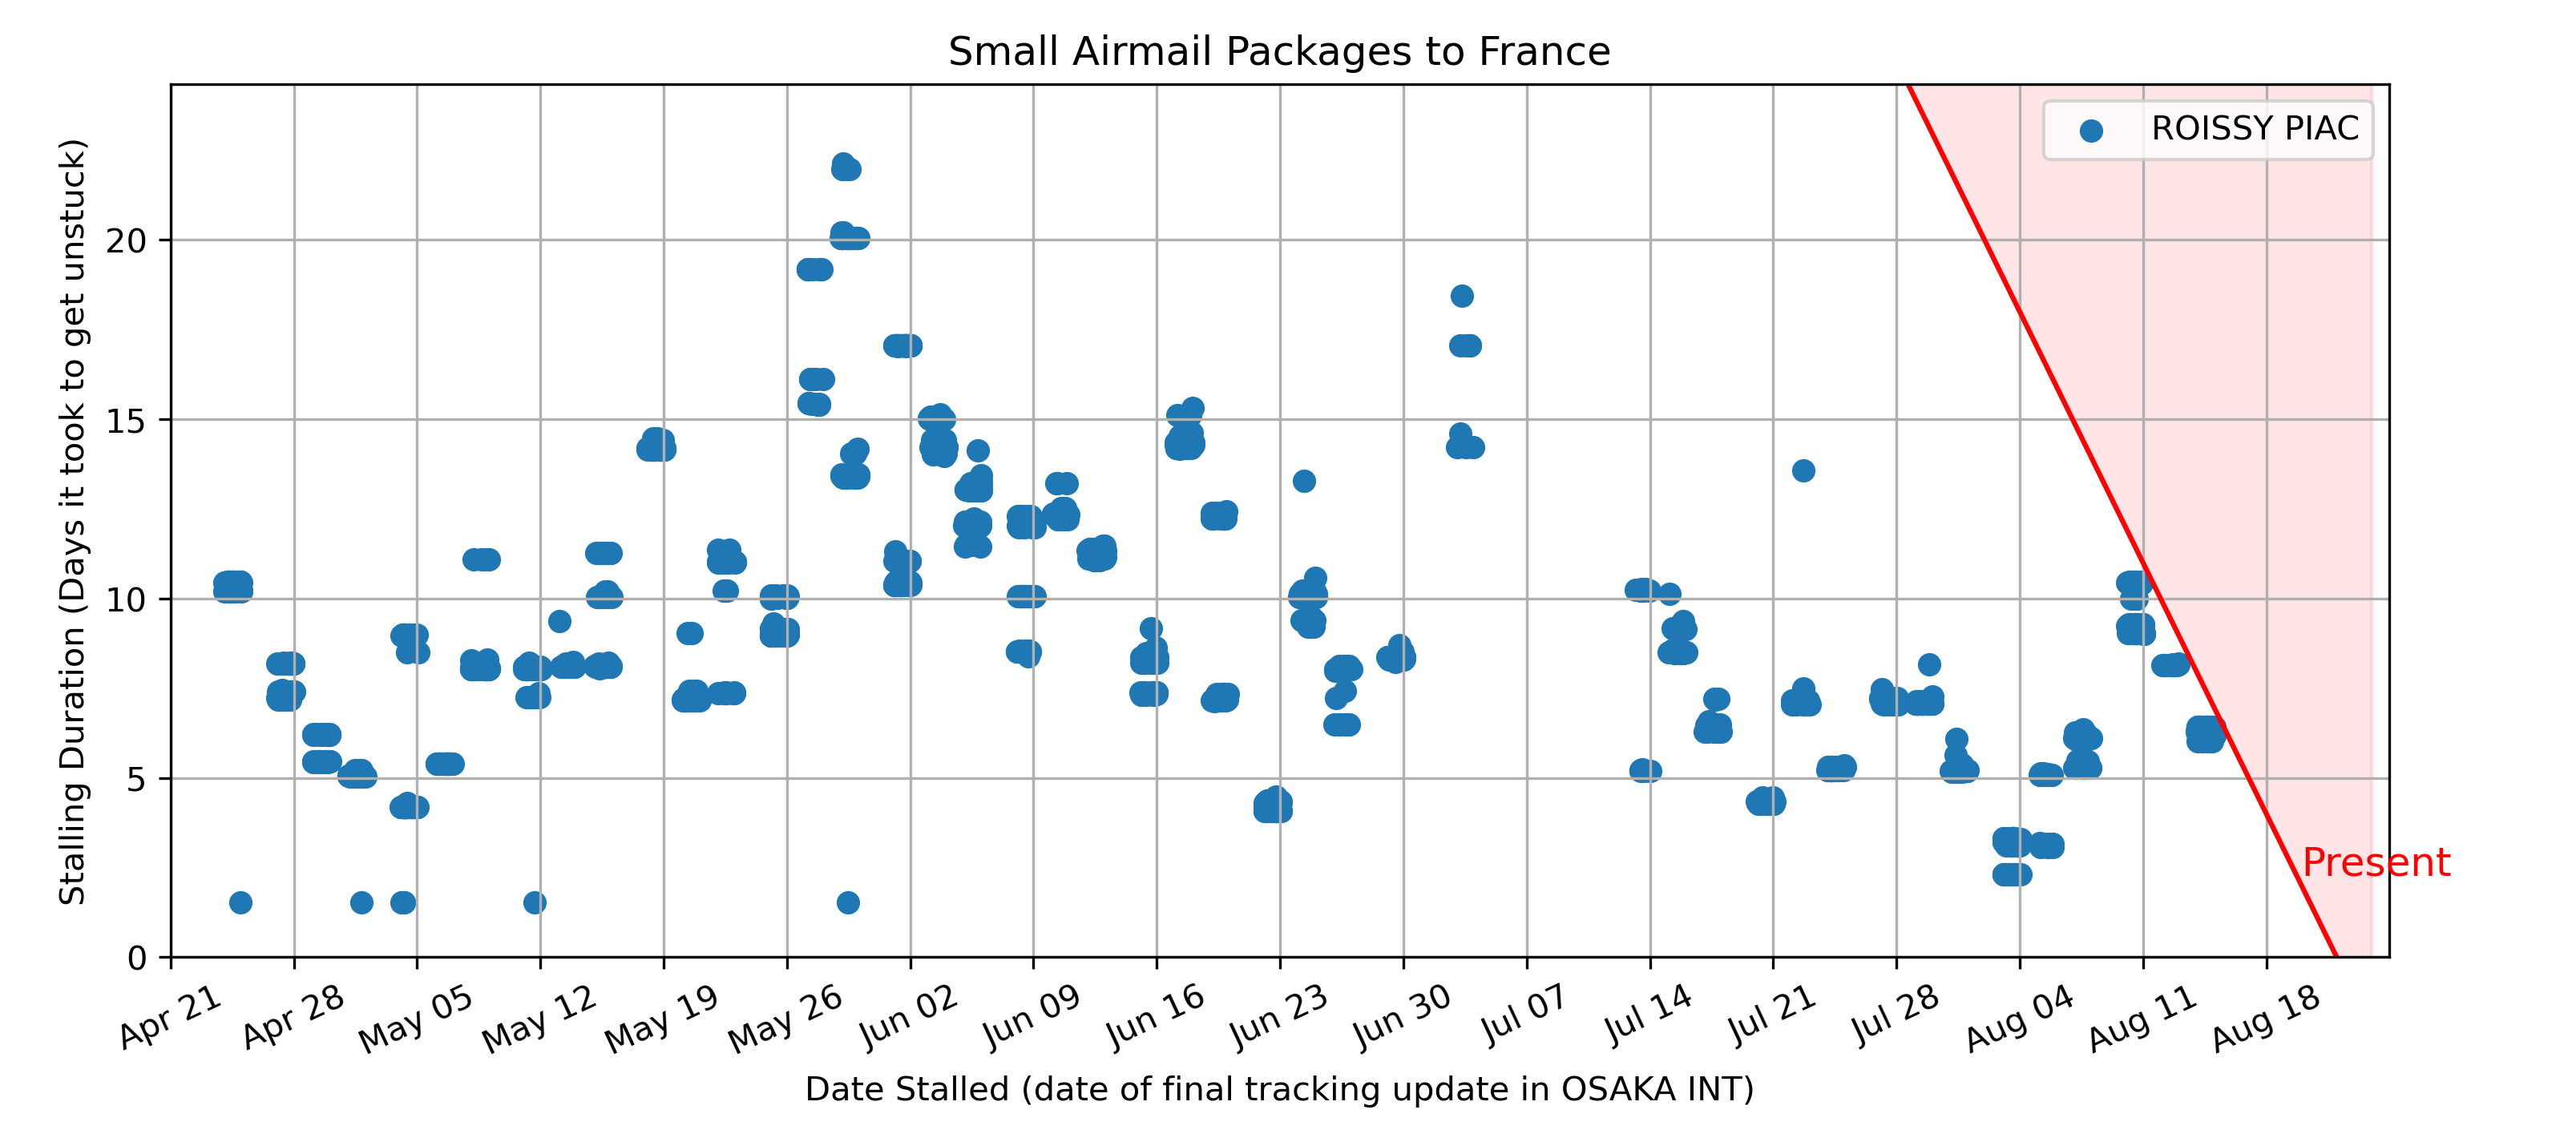 Small Airmail Packages to France
ROISSY PIAC
Stalling Duration (Days it took to get unstuck)
20
15
10
5
0
Present
Apr 21
Apr 28
May 05
May 12
May 19
May 26
Jun 02
Jun 09
Jun 16
Jun 23
Jun 30
Jul 07
Jul 14
Jul 21
Jul 28
Aug 04
Aug 11
Aug 18
Date Stalled (date of final tracking update in OSAKA INT)